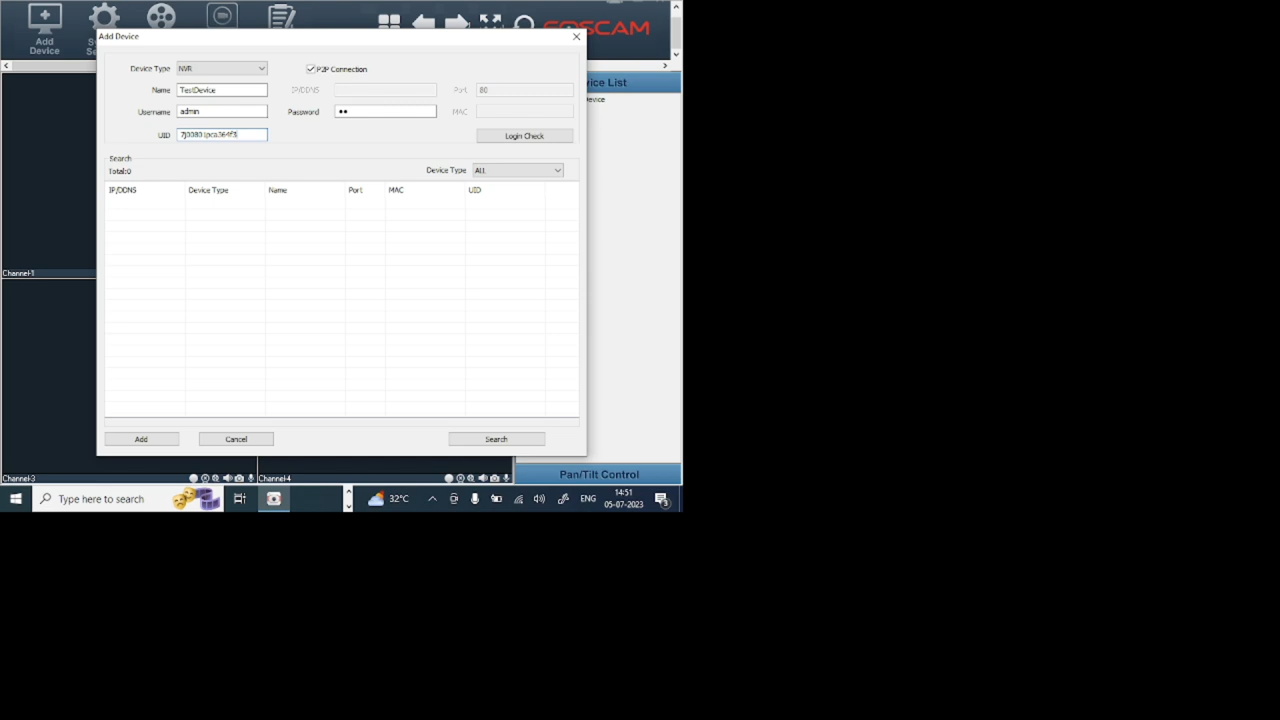 Add Device
FOSCAM
Add Device
Device Type NVR P2P Connection
Name TestDevice IP/DDNS Port 80
Username admin Password •• MAC
UID
Login Check
Search
Total:0 Device Type ALL
IP/DDNS Device Type Name Port MAC UID
Add Cancel Search
Device List
Device
Channel-1
Channel-3 Channel-4
Pan/Tilt Control
Type here to search 32°C ENG 14:51
05-07-2023 3